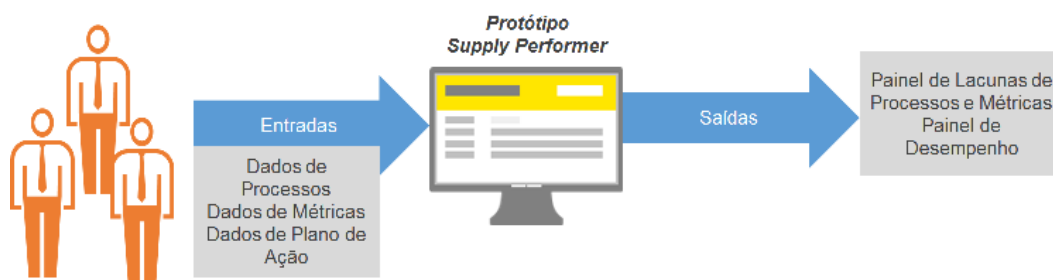 Protótipo
Supply Performer
Entradas
Dados de
Processos
Dados de Métricas
Dados de Plano de
Ação
Saídas
Painel de Lacunas de
Processos e Métricas
Painel de
Desempenho